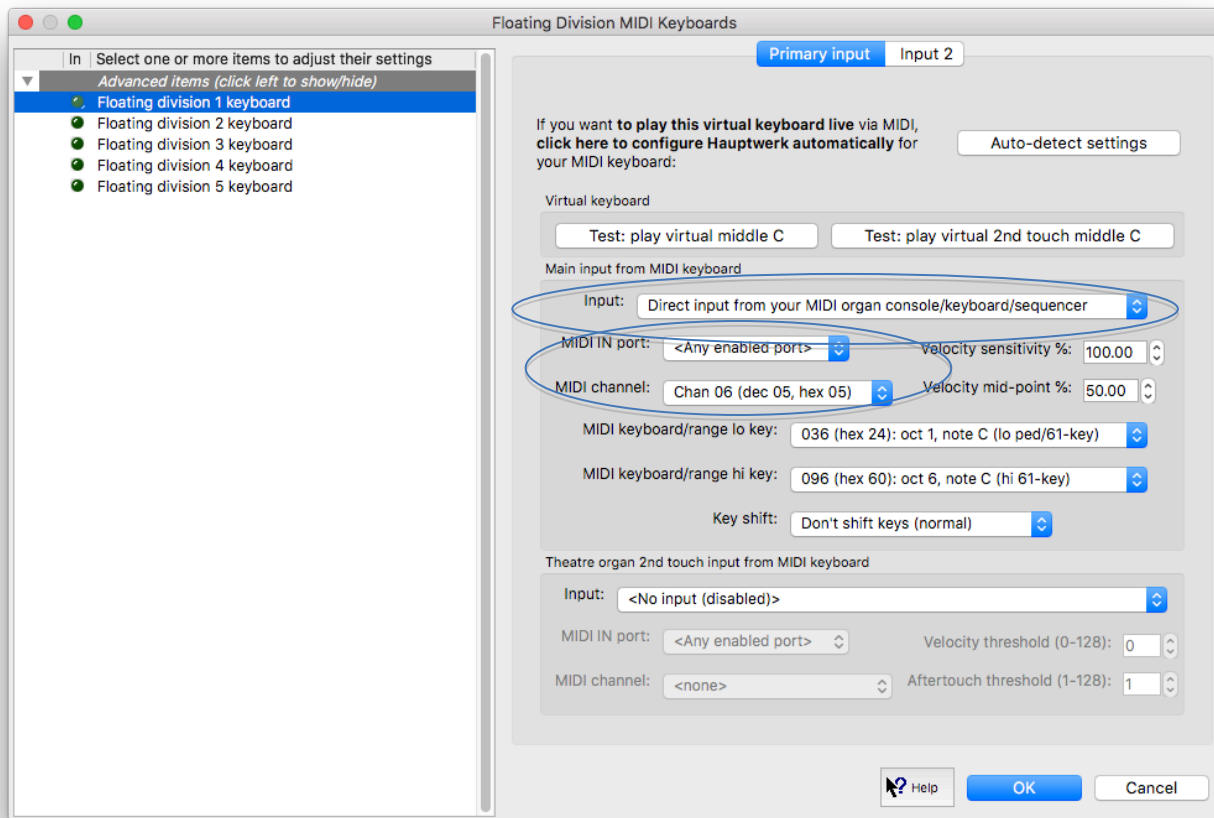 Floating Division MIDI Keyboards
In Select one or more items to adjust their settings
Advanced items (click left to show/hide)
Floating division 1 keyboard
Floating division 2 keyboard
Floating division 3 keyboard
Floating division 4 keyboard
Floating division 5 keyboard
Primary input Input 2
If you want to play this virtual keyboard live via MIDI,
click here to configure Hauptwerk automatically for
your MIDI keyboard:
Auto-detect settings
Virtual keyboard
Test: play virtual middle C Test: play virtual 2nd touch middle C
Main input from MIDI keyboard
Input: Direct input from your MIDI organ console/keyboard/sequencer
MIDI IN port: <Any enabled port> Velocity sensitivity %: 100.00
MIDI channel: Chan 06 (dec 05, hex 05) Velocity mid-point %: 50.00
MIDI keyboard/range lo key: 036 (hex 24): oct 1, note C (lo ped/61-key)
MIDI keyboard/range hi key: 096 (hex 60): oct 6, note C (hi 61-key)
Key shift: Don't shift keys (normal)
Theatre organ 2nd touch input from MIDI keyboard
Input: <No input (disabled)>
MIDI IN port: <Any enabled port> Velocity threshold (0-128): 0
MIDI channel: <none> Aftertouch threshold (1-128): 1
? Help OK Cancel